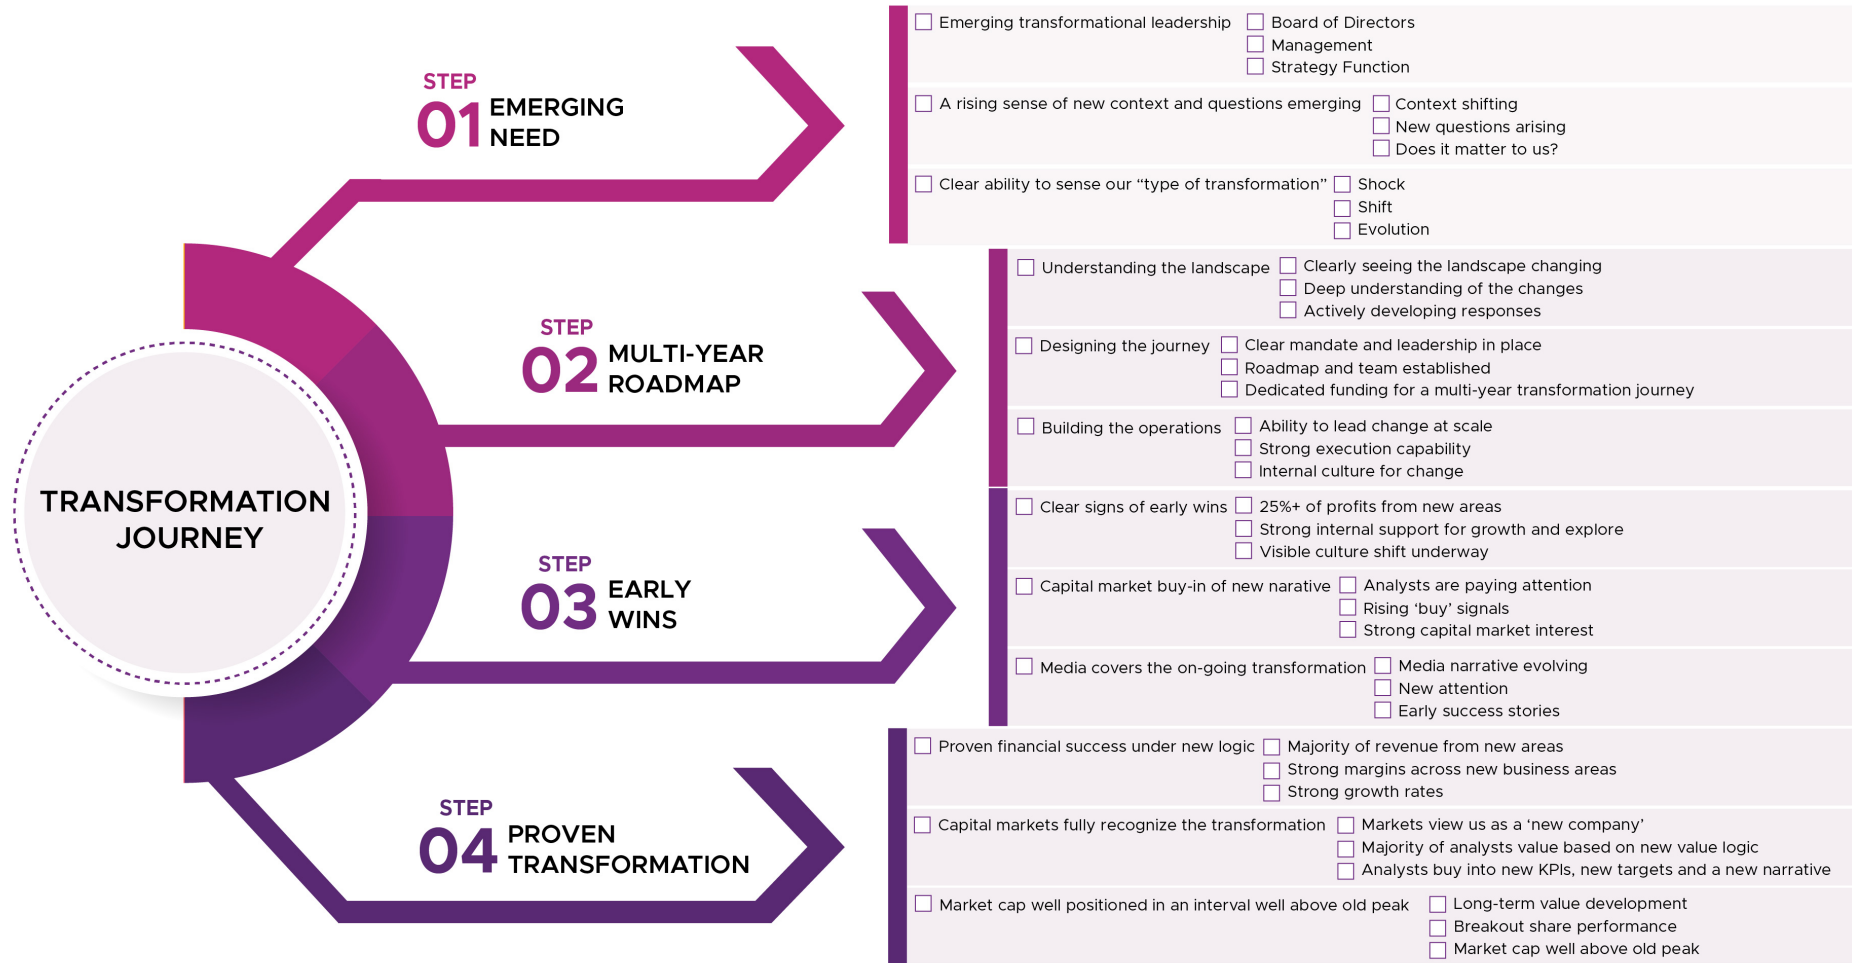 TRANSFORMATION
JOURNEY
STEP
01
EMERGING
NEED
Emerging transformational leadership
Board of Directors
Management
Strategy Function
A rising sense of new context and questions emerging
Context shifting
New questions arising
Does it matter to us?
Clear ability to sense our “type of transformation”
Shock
Shift
Evolution
STEP
02
MULTI-YEAR
ROADMAP
Understanding the landscape
Clearly seeing the landscape changing
Deep understanding of the changes
Actively developing responses
Designing the journey
Clear mandate and leadership in place
Roadmap and team established
Dedicated funding for a multi-year transformation journey
Building the operations
Ability to lead change at scale
Strong execution capability
Internal culture for change
STEP
03
EARLY
WINS
Clear signs of early wins
25%+ of profits from new areas
Strong internal support for growth and explore
Visible culture shift underway
Capital market buy-in of new narative
Analysts are paying attention
Rising ‘buy’ signals
Strong capital market interest
Media covers the on-going transformation
Media narrative evolving
New attention
Early success stories
STEP
04
PROVEN
TRANSFORMATION
Proven financial success under new logic
Majority of revenue from new areas
Strong margins across new business areas
Strong growth rates
Capital markets fully recognize the transformation
Markets view us as a ‘new company’
Majority of analysts value based on new value logic
Analysts buy into new KPIs, new targets and a new narrative
Market cap well positioned in an interval well above old peak
Long-term value development
Breakout share performance
Market cap well above old peak